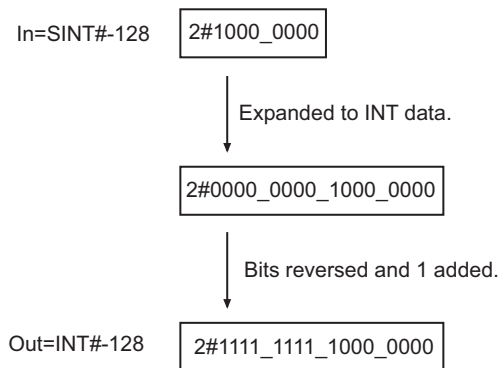 In=SINT#-128 2#1000_0000
Expanded to INT data.
2#0000_0000_1000_0000
Bits reversed and 1 added.
Out=INT#-128 2#1111_1111_1000_0000